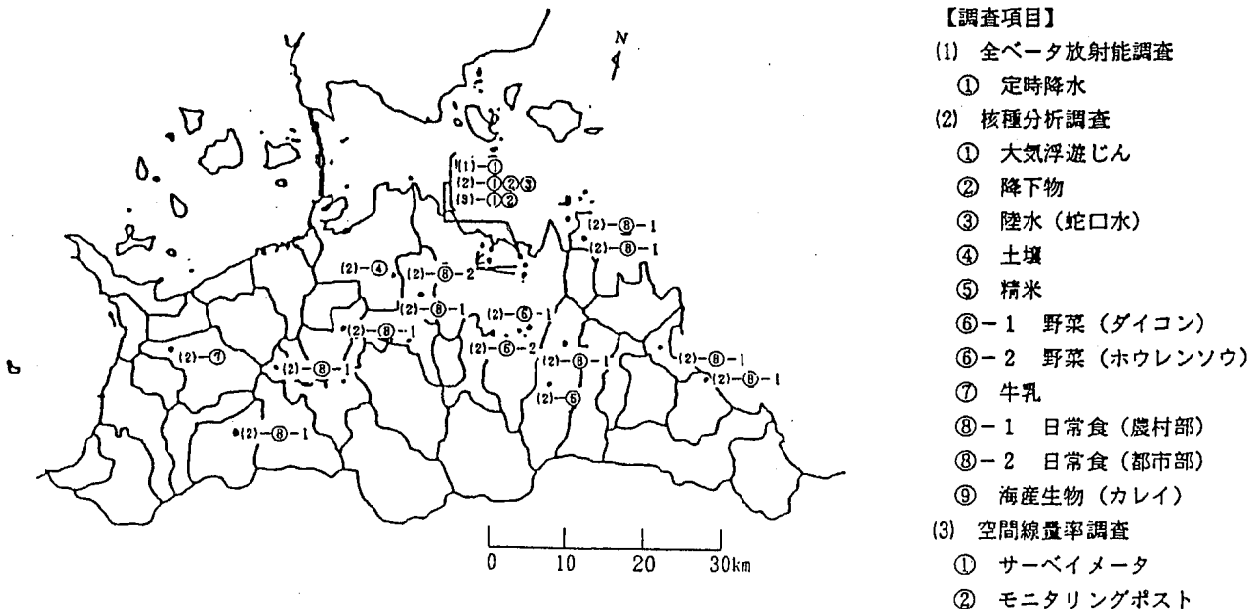 N
(1)-①
(2)-①②③
(3)-①②
(2)-⑧-1
(2)-⑧-1
(2)-④
(2)-⑧-2
(2)-⑧-1
(2)-⑥-1
(2)-⑧-1
(2)-⑥-2
(2)-⑦
(2)-⑧-1
(2)-⑧-1
(2)-⑧-1
(2)-⑧-1
(2)-⑤
(2)-⑧-1
0 10 20 30km
【調査項目】
(1) 全ベータ放射能調査
① 定時降水
(2) 核種分析調査
① 大気浮遊じん
② 降下物
③ 陸水(蛇口水)
④ 土壌
⑤ 精米
⑥-1 野菜(ダイコン)
⑥-2 野菜(ホウレンソウ)
⑦ 牛乳
⑧-1 日常食(農村部)
⑧-2 日常食(都市部)
⑨ 海産生物(カレイ)
(3) 空間線量率調査
① サーベイメータ
② モニタリングポスト